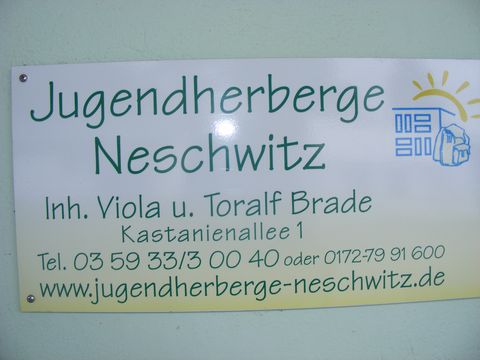 Jugendherberge
Neschwitz
Inh. Viola u. Toralf Brade
Kastanienallee 1
Tel. 03 59 33/3 00 40 oder 0172-79 91 600
www.jugendherberge-neschwitz.de